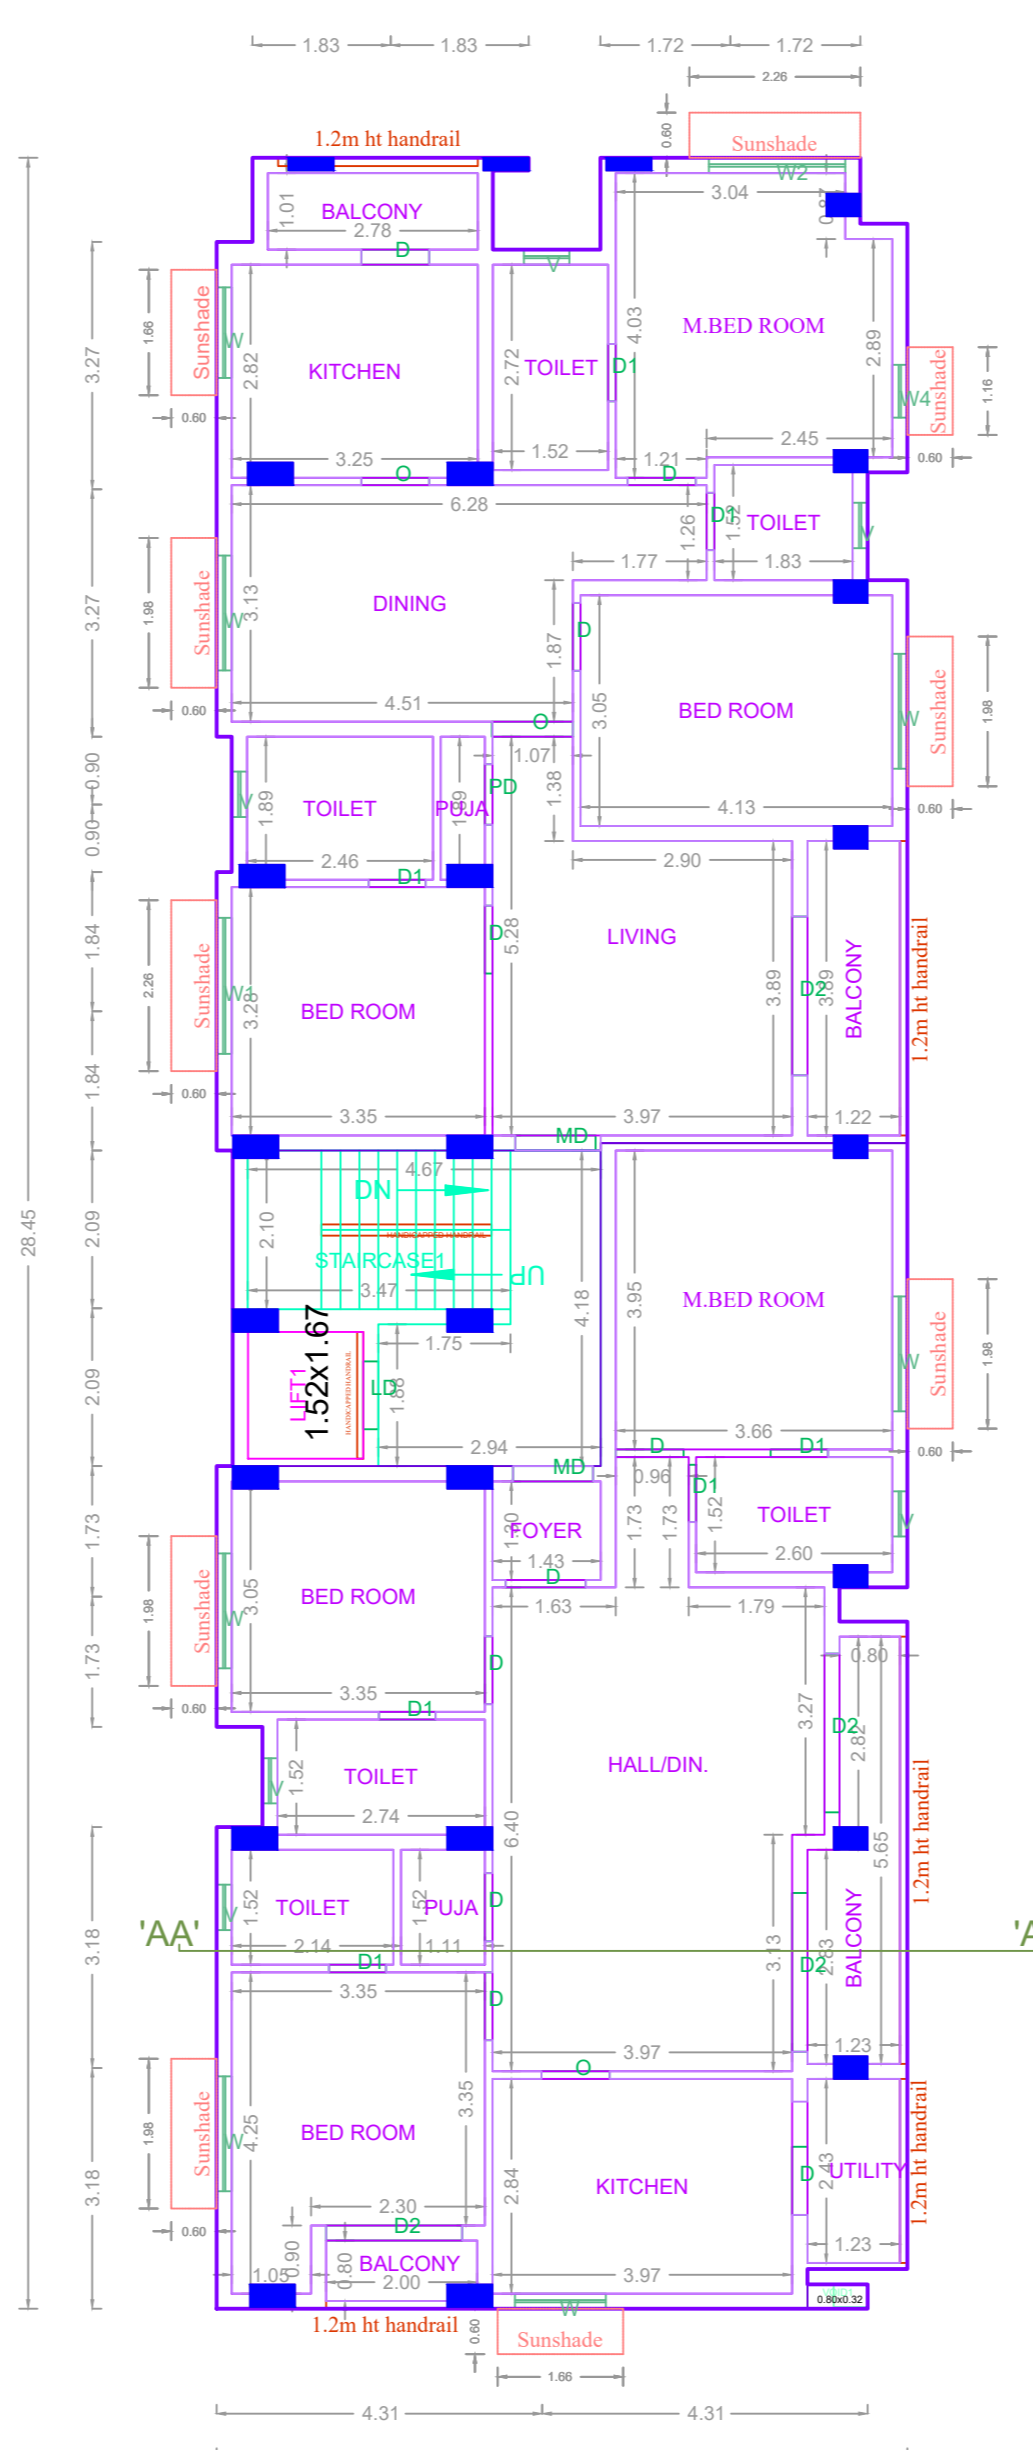 1.83
1.83
1.72
1.72
2.26
0.60
Sunshade
1.2m ht handrail
W2
3.04
1.01
BALCONY
2.78
D
V
Sunshade
1.66
W
3.27
2.82
KITCHEN
2.72
TOILET
D1
4.03
M.BED ROOM
2.89
W4
Sunshade
1.16
0.60
3.25
1.52
1.21
2.45
0.60
O
D
6.28
D1
1.52
TOILET
V
1.26
1.77
1.83
Sunshade
1.98
W
3.27
3.13
DINING
D
1.87
3.05
BED ROOM
W
Sunshade
1.98
4.51
0.60
O
1.07
0.90
0.90
V
1.89
TOILET
1.89
PUJA
PD
1.38
4.13
0.60
2.46
D1
2.90
Sunshade
2.26
W1
1.84
1.84
3.28
BED ROOM
D
5.28
LIVING
3.89
D2
3.89
BALCONY
1.2m ht handrail
0.60
3.35
3.97
1.22
MD
4.67
DN
2.10
HANDICAPPED HANDRAIL
STAIRCASE1
UP
3.47
28.45
2.09
2.09
4.18
3.95
M.BED ROOM
W
Sunshade
1.98
LIFT1
1.52x1.67
HANDICAPPED HANDRAIL
LD
1.75
1.88
2.94
3.66
0.60
MD
D
D1
0.96
D1
1.73
1.73
1.73
1.73
FOYER
1.43
D
1.52
TOILET
2.60
V
Sunshade
1.98
W
3.05
BED ROOM
1.63
1.79
D
3.35
0.60
D1
0.80
3.27
D2
2.82
V
1.52
TOILET
2.74
HALL/DIN.
6.40
5.65
1.2m ht handrail
V
1.52
TOILET
1.52
PUJA
D
BALCONY
'AA'
3.18
2.14
1.11
D1
3.13
D2
2.83
3.35
D
3.97
1.23
O
Sunshade
1.98
W
3.18
4.25
BED ROOM
3.35
2.84
KITCHEN
D
2.43
UTILITY
1.2m ht handrail
2.30
D2
0.60
0.90
0.80
BALCONY
1.05
2.00
3.97
1.23
0.80x0.32
1.2m ht handrail
W
0.60
Sunshade
1.66
4.31
4.31